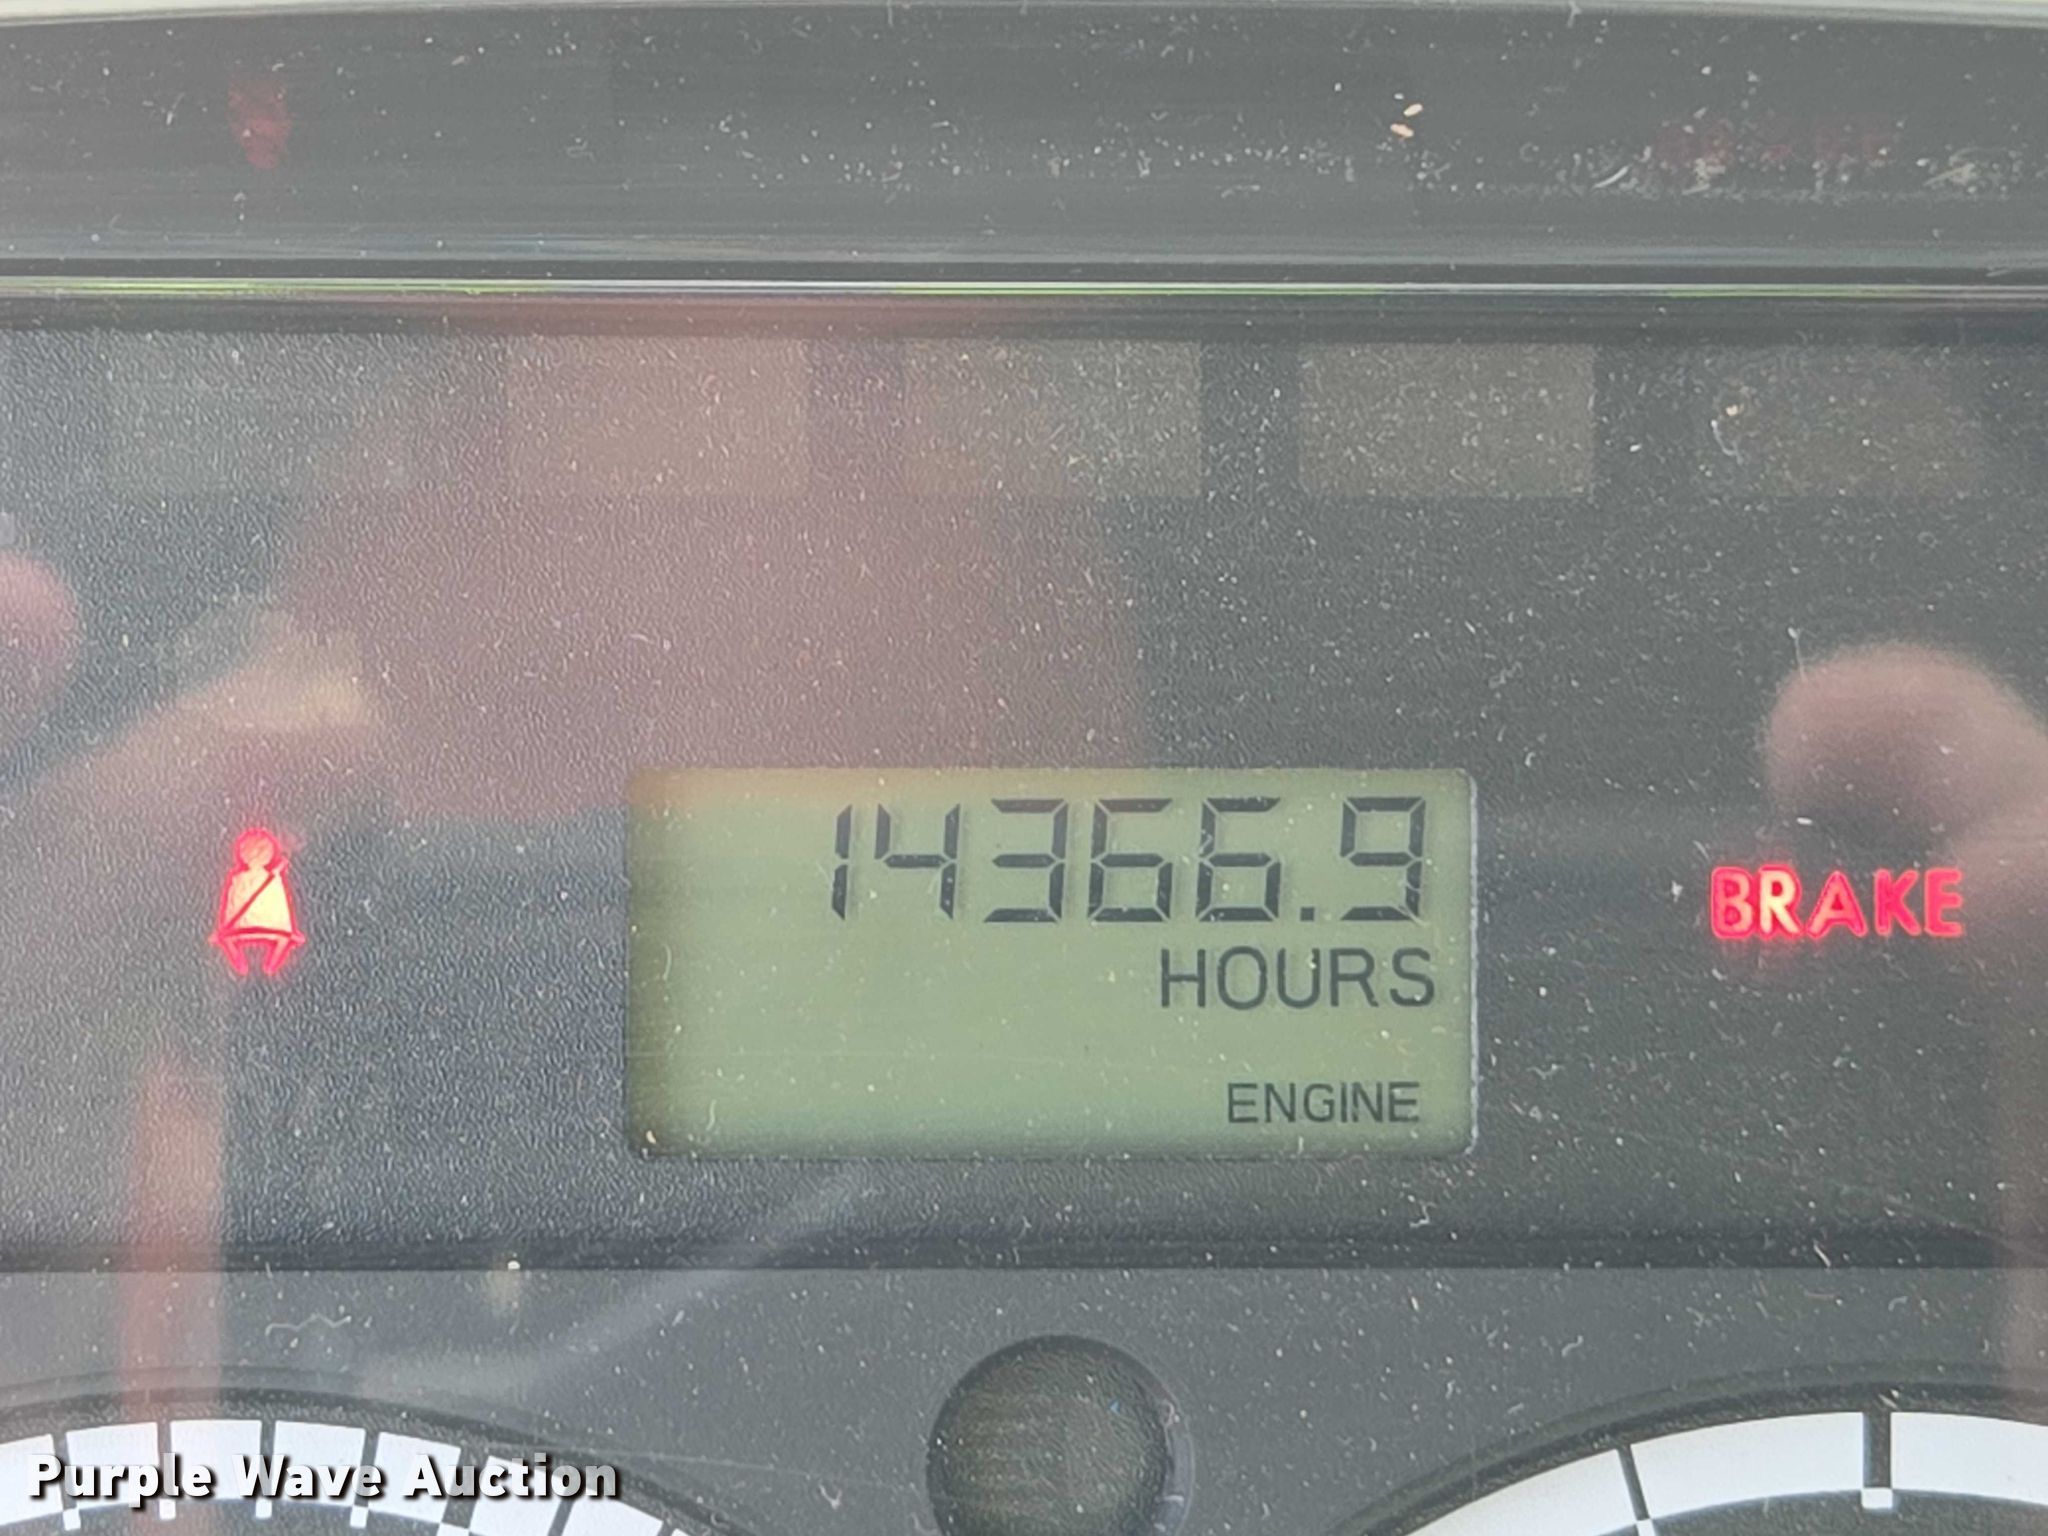 14366.9
HOURS
BRAKE
ENGINE
Purple Wave Auction